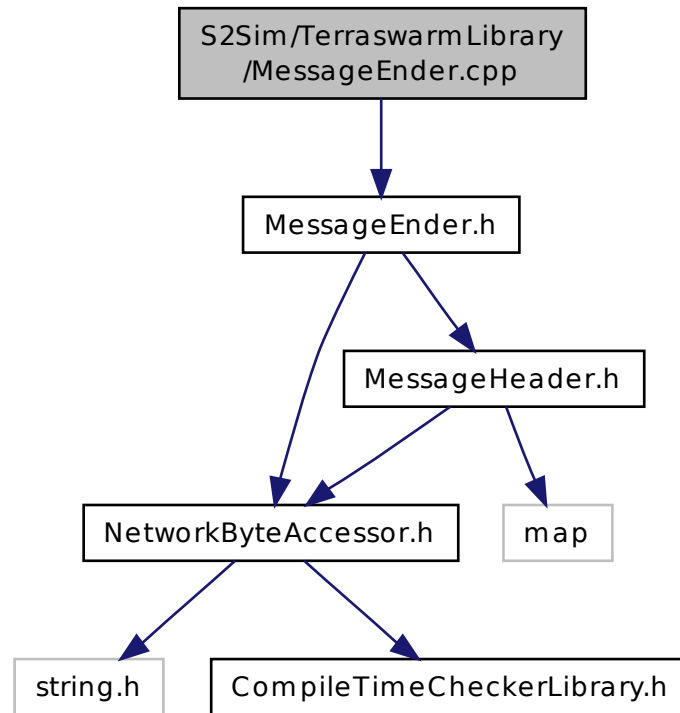 S2Sim/TerraswarmLibrary
/MessageEnder.cpp
MessageEnder.h
MessageHeader.h
NetworkByteAccessor.h
map
string.h
CompileTimeCheckerLibrary.h